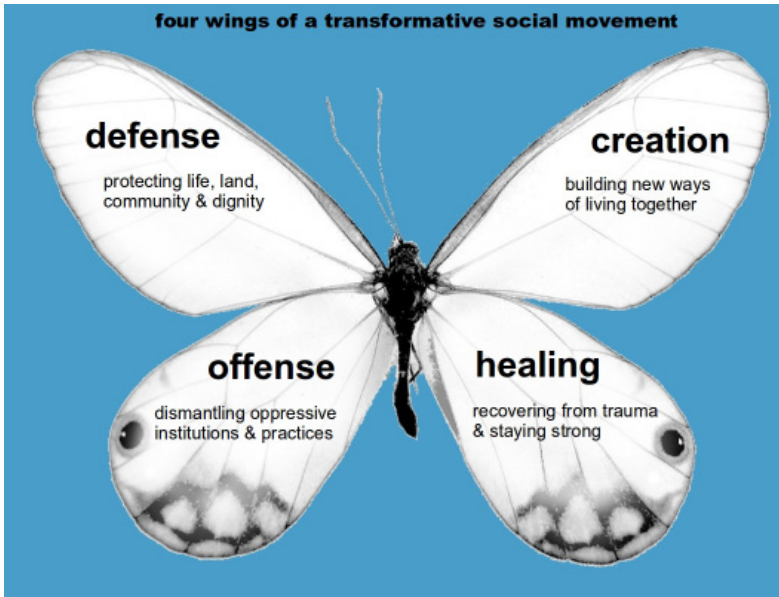 four wings of a transformative social movement
defense
protecting life, land,
community & dignity
creation
building new ways
of living together
offense
dismantling oppressive
institutions & practices
healing
recovering from trauma
& staying strong